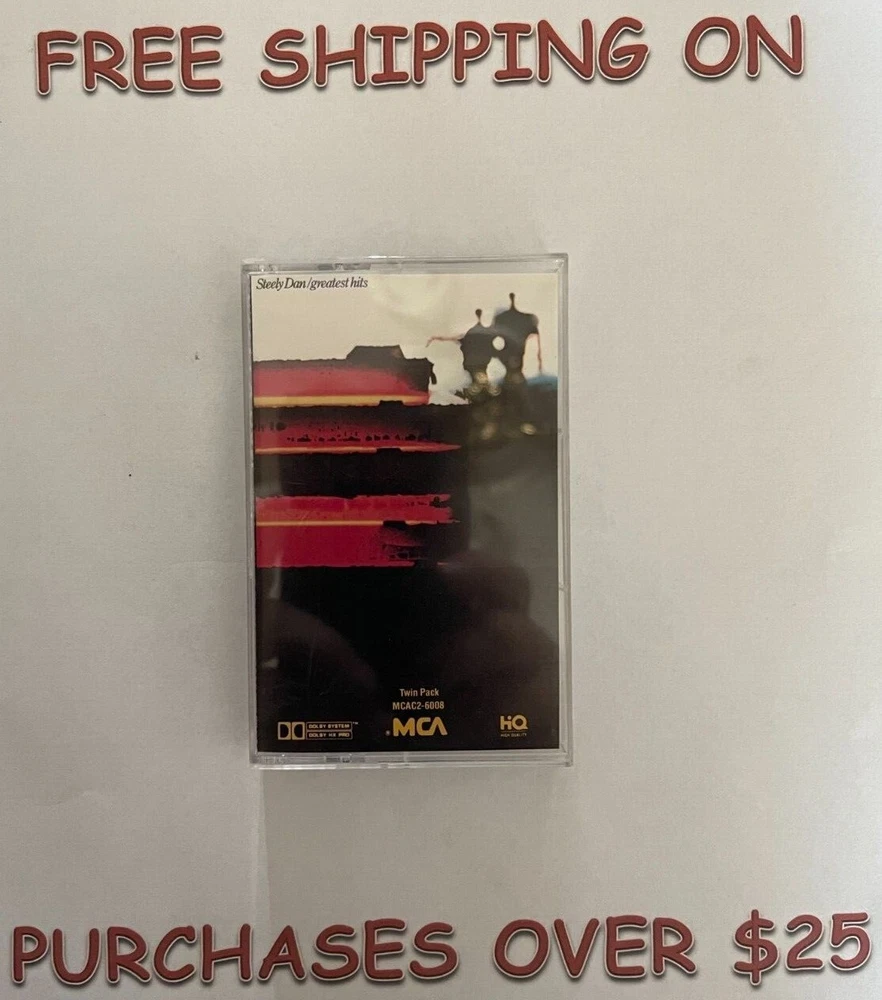 FREE SHIPPING ON
Steely Dan/greatest hits
Twin Pack
MCAC2-6008
DOLBY SYSTEM™
DOLBY HX PRO
MCA
HQ
HIGH QUALITY
PURCHASES OVER $25